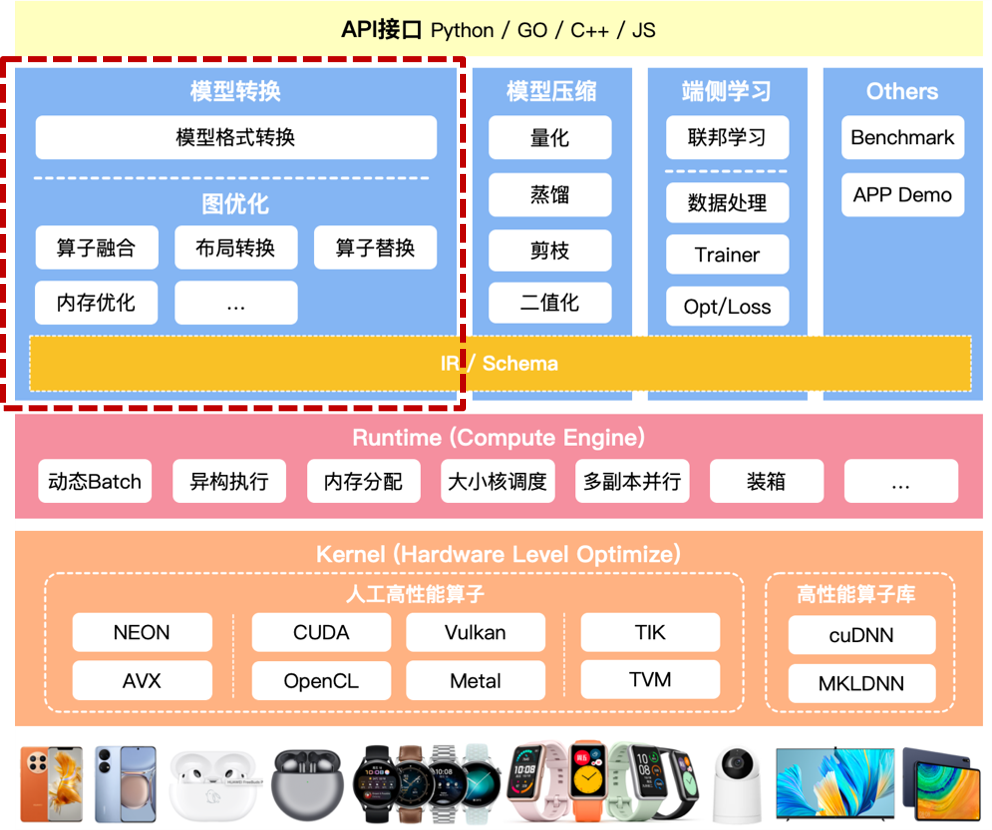 API接口 Python / GO / C++ / JS
模型转换
模型格式转换
图优化
算子融合 布局转换 算子替换
内存优化 ...
模型压缩
量化
蒸馏
剪枝
二值化
端侧学习
联邦学习
数据处理
Trainer
Opt/Loss
Others
Benchmark
APP Demo
IR / Schema
Runtime (Compute Engine)
动态Batch 异构执行 内存分配 大小核调度 多副本并行 装箱 ...
Kernel (Hardware Level Optimize)
人工高性能算子
NEON CUDA Vulkan TIK
AVX OpenCL Metal TVM
高性能算子库
cuDNN
MKLDNN
10:08
10:08